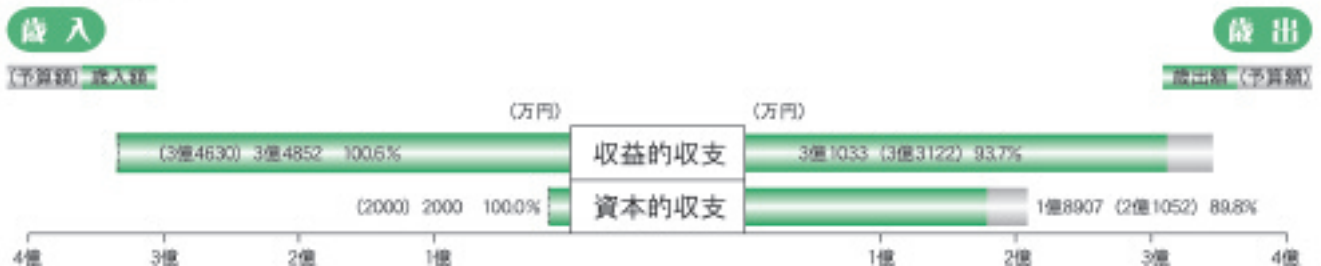 歳入
歳出
(予算額) 歳入額
歳出額 (予算額)
(万円)
(万円)
(3億4630) 3億4852 100.6%
収益的収支
3億1033 (3億3122) 93.7%
(2000) 2000 100.0%
資本的収支
1億8907 (2億1052) 89.8%
4億 3億 2億 1億 1億 2億 3億 4億